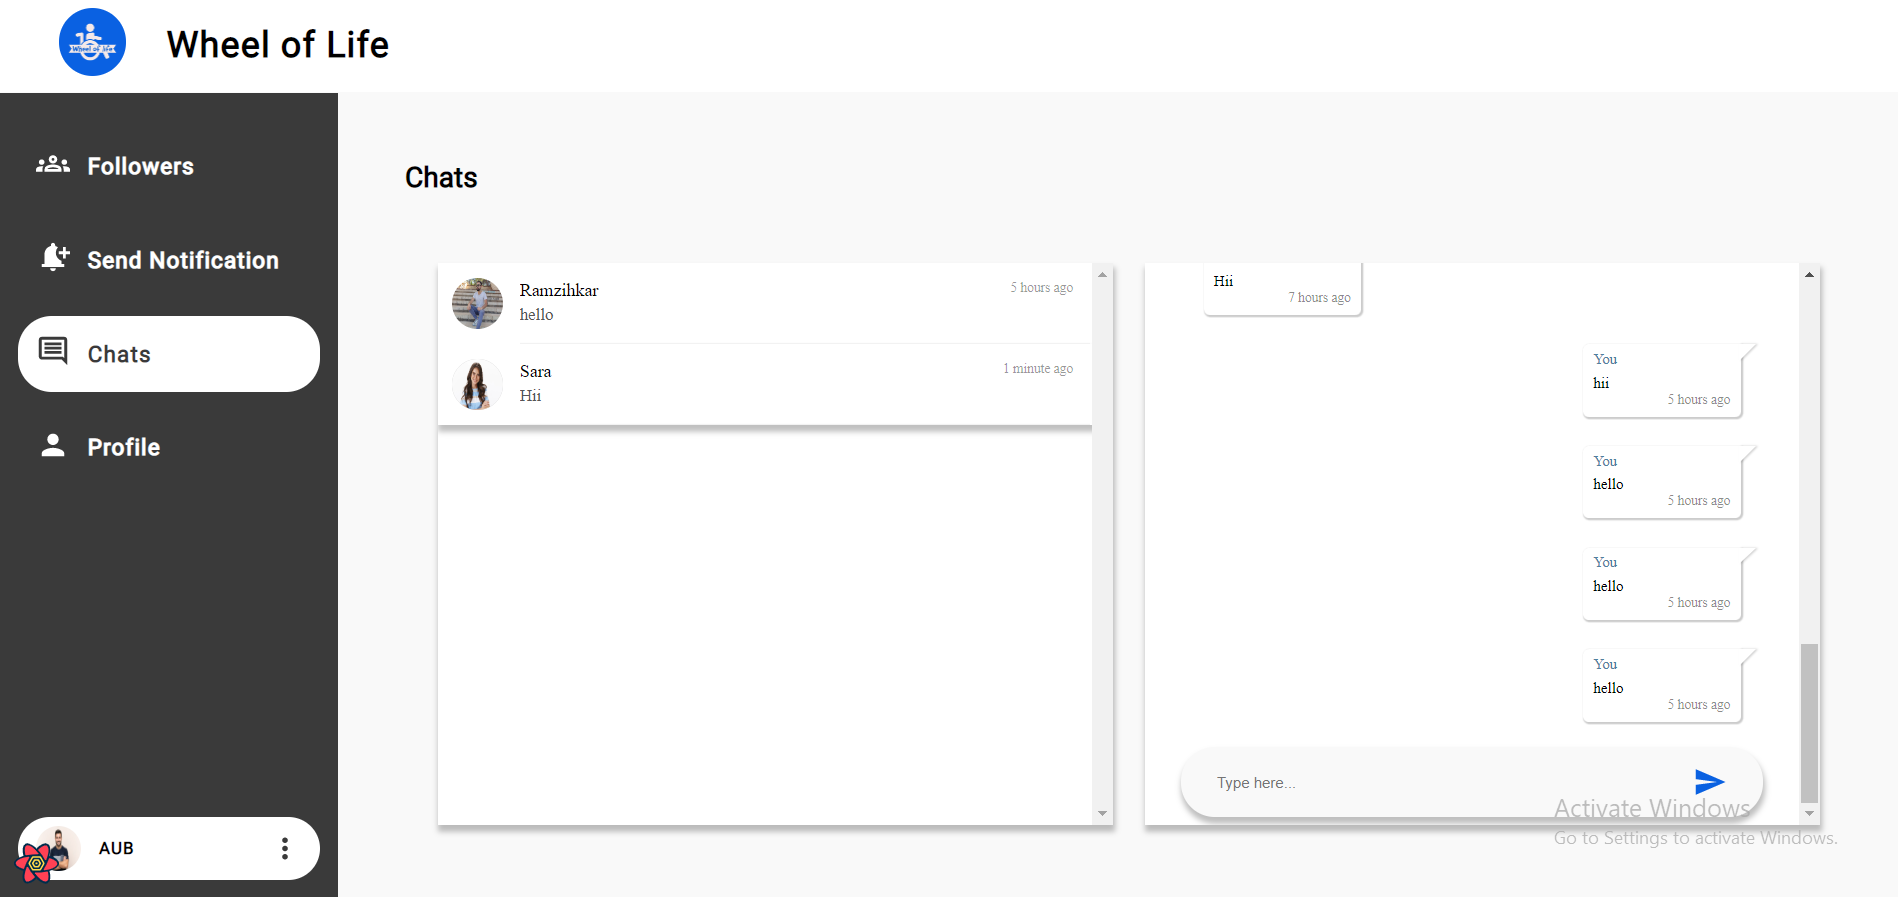 Wheel of Life
Wheel of Life
Followers
Send Notification
Chats
Profile
AUB
Chats
Ramzihkar
5 hours ago
hello
Sara
1 minute ago
Hii
Hii
7 hours ago
You
hii
5 hours ago
You
hello
5 hours ago
You
hello
5 hours ago
You
hello
5 hours ago
Type here...
Activate Windows
Go to Settings to activate Windows.